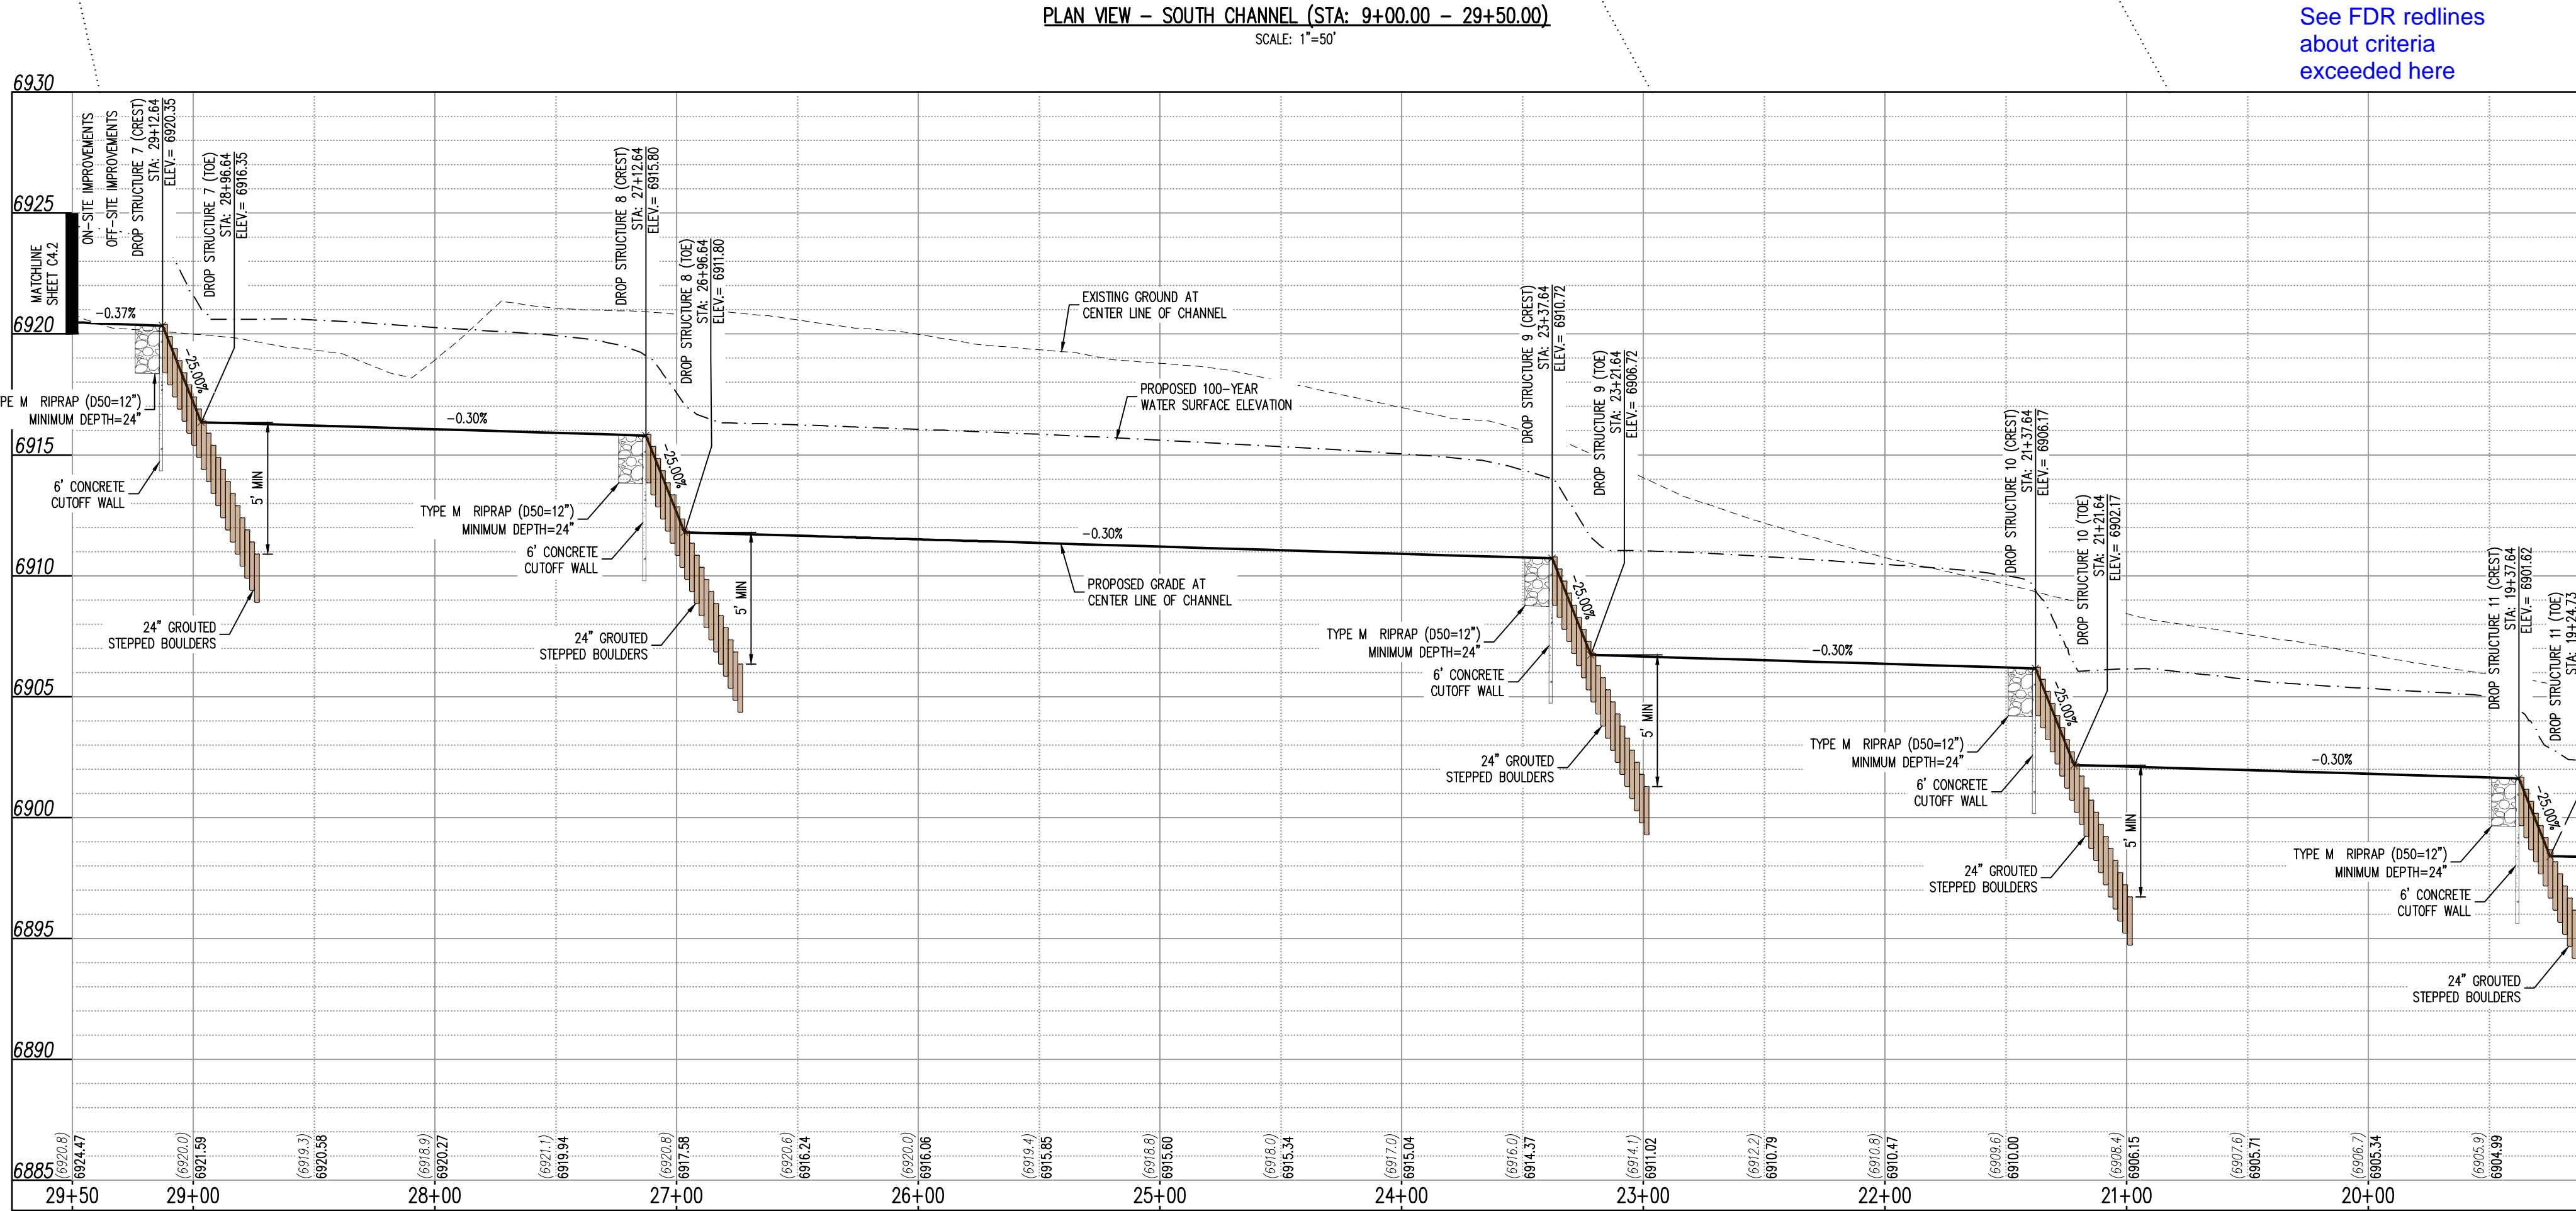 PLAN VIEW – SOUTH CHANNEL (STA: 9+00.00 – 29+50.00)
SCALE: 1"=50'
See FDR redlines
about criteria
exceeded here
6930
6925
6920
6915
6910
6905
6900
6895
6890
6885
MATCHLINE
SHEET C4.2
ON-SITE IMPROVEMENTS
OFF-SITE IMPROVEMENTS
DROP STRUCTURE 7 (CREST)
STA: 29+12.64
ELEV.= 6920.35
DROP STRUCTURE 7 (TOE)
STA: 28+96.64
ELEV.= 6916.35
-0.37%
-25.00%
PE M RIPRAP (D50=12")
MINIMUM DEPTH=24"
6' CONCRETE
CUTOFF WALL
5' MIN
24" GROUTED
STEPPED BOULDERS
-0.30%
DROP STRUCTURE 8 (CREST)
STA: 27+12.64
ELEV.= 6915.80
DROP STRUCTURE 8 (TOE)
STA: 26+96.64
ELEV.= 6911.80
-25.00%
TYPE M RIPRAP (D50=12")
MINIMUM DEPTH=24"
6' CONCRETE
CUTOFF WALL
5' MIN
24" GROUTED
STEPPED BOULDERS
EXISTING GROUND AT
CENTER LINE OF CHANNEL
PROPOSED 100-YEAR
WATER SURFACE ELEVATION
-0.30%
PROPOSED GRADE AT
CENTER LINE OF CHANNEL
DROP STRUCTURE 9 (CREST)
STA: 23+37.64
ELEV.= 6910.72
DROP STRUCTURE 9 (TOE)
STA: 23+21.64
ELEV.= 6906.72
-25.00%
TYPE M RIPRAP (D50=12")
MINIMUM DEPTH=24"
6' CONCRETE
CUTOFF WALL
5' MIN
24" GROUTED
STEPPED BOULDERS
-0.30%
DROP STRUCTURE 10 (CREST)
STA: 21+37.64
ELEV.= 6906.17
DROP STRUCTURE 10 (TOE)
STA: 21+21.64
ELEV.= 6902.17
-25.00%
TYPE M RIPRAP (D50=12")
MINIMUM DEPTH=24"
6' CONCRETE
CUTOFF WALL
5' MIN
24" GROUTED
STEPPED BOULDERS
-0.30%
DROP STRUCTURE 11 (CREST)
STA: 19+37.64
ELEV.= 6901.62
DROP STRUCTURE 11 (TOE)
STA: 19+24.73
-25.00%
TYPE M RIPRAP (D50=12")
MINIMUM DEPTH=24"
6' CONCRETE
CUTOFF WALL
24" GROUTED
STEPPED BOULDERS
(6920.8) 6924.47
(6920.0) 6921.59
(6919.3) 6920.58
(6918.9) 6920.27
(6921.1) 6919.94
(6920.8) 6917.58
(6920.6) 6916.24
(6920.0) 6916.06
(6919.4) 6915.85
(6918.8) 6915.60
(6918.0) 6915.34
(6917.0) 6915.04
(6916.0) 6914.37
(6914.1) 6911.02
(6912.2) 6910.79
(6910.8) 6910.47
(6909.6) 6910.00
(6908.4) 6906.15
(6907.6) 6905.71
(6906.7) 6905.34
(6905.9) 6904.99
29+50 29+00 28+00 27+00 26+00 25+00 24+00 23+00 22+00 21+00 20+00